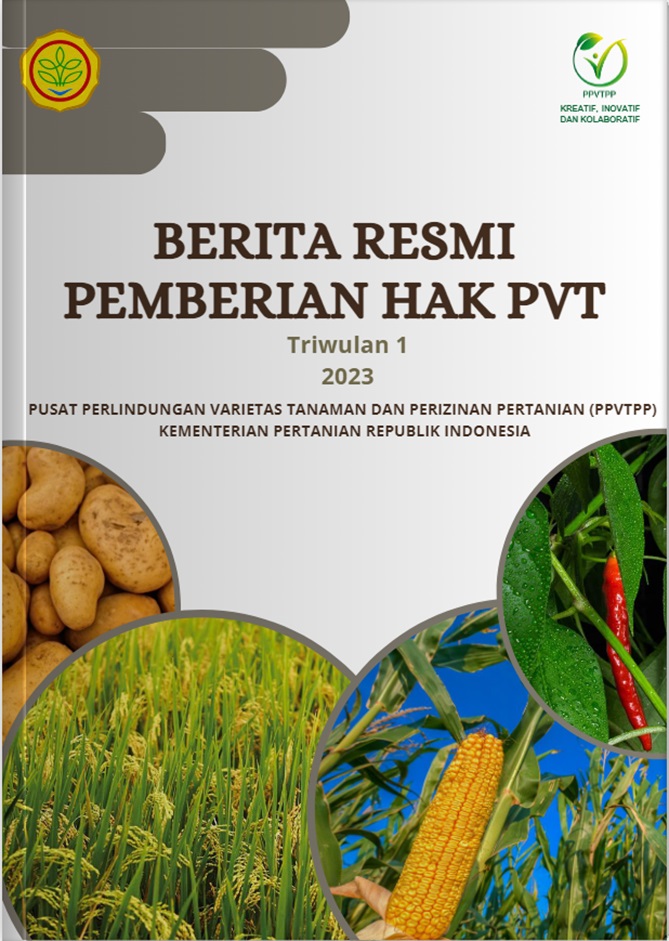 PPVTPP
KREATIF, INOVATIF
DAN KOLABORATIF
BERITA RESMI
PEMBERIAN HAK PVT
Triwulan 1
2023
PUSAT PERLINDUNGAN VARIETAS TANAMAN DAN PERIZINAN PERTANIAN (PPVTPP)
KEMENTERIAN PERTANIAN REPUBLIK INDONESIA